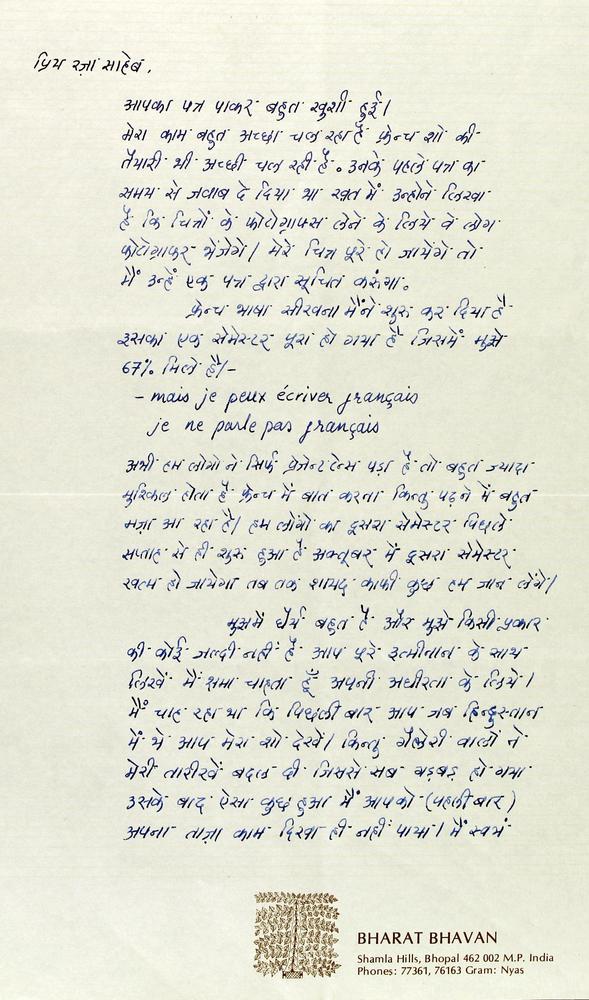 प्रिय रज़ा साहेब,
आपका पत्र पाकर बहुत खुशी हुई।
मेरा काम बहुत अच्छा चल रहा है फ्रेन्च शो की
तैयारी भी अच्छी चल रही है। उनके पहले पत्र का
समय से जवाब दे दिया था खत में उन्होंने लिखा
है कि चित्रों के फोटोग्राफ्स लेने के लिये वे लोग
फोटोग्राफर भेजेंगे। मेरे चित्र पूरे हो जायेंगे तो
मैं उन्हें एक पत्र द्वारा सूचित करूंगा.
फ्रेन्च भाषा सीखना मैंने शुरु कर दिया है
इसका एक सेमेस्टर पूरा हो गया है जिसमें मुझे
67% मिले हैं।-
- mais je peux écriver français
je ne parle pas français
अभी हम लोगों ने सिर्फ प्रेजेन्ट टेन्स पड़ा है तो बहुत ज्यादा
मुश्किल होता है फ्रेन्च में बात करना किन्तु पढ़ने में बहुत
मज़ा आ रहा है। हम लोगों का दूसरा सेमेस्टर पिछले
सप्ताह से ही शुरु हुआ है अक्तूबर में दूसरा सेमेस्टर
खत्म हो जायेगा तब तक शायद काफी कुछ हम जान लेंगे।
मुझमें धैर्य बहुत है और मुझे किसी प्रकार
की कोई जल्दी नहीं है आप पूरे इत्मीनान के साथ
लिखें मैं क्षमा चाहता हूँ अपनी अधीरता के लिये।
मैं चाह रहा था कि पिछली बार आप जब हिन्दुस्तान
में थे आप मेरा शो देखें। किन्तु गैलेरी वालों ने
मेरी तारीखें बदल दी जिससे सब गड़बड़ हो गया
उसके बाद ऐसा कुछ हुआ मैं आपको (पहली बार)
अपना ताज़ा काम दिखा ही नहीं पाया। मैं स्वयं
BHARAT BHAVAN
Shamla Hills, Bhopal 462 002 M.P. India
Phones: 77361, 76163 Gram: Nyas